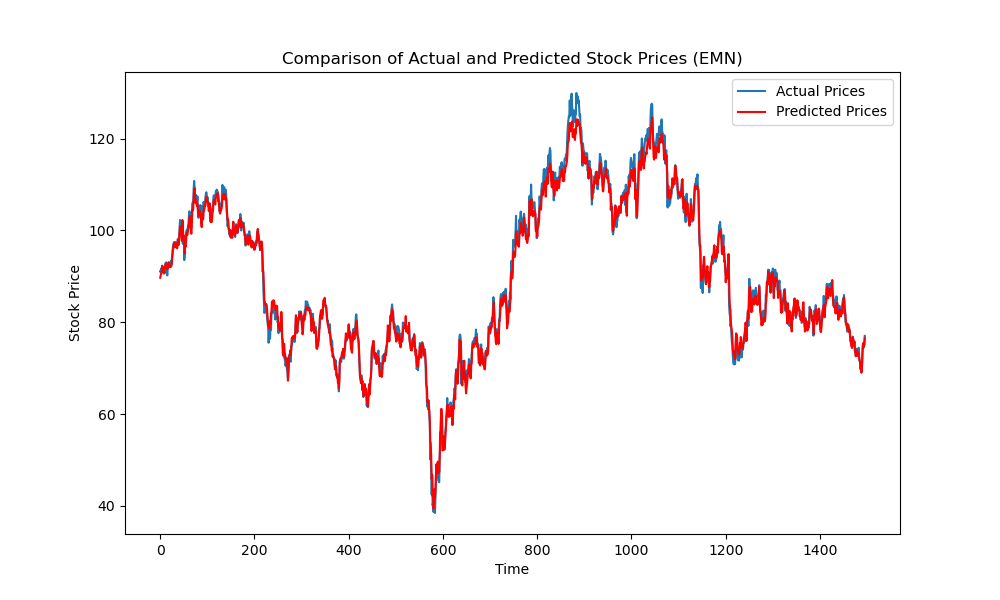 Comparison of Actual and Predicted Stock Prices (EMN)
Actual Prices
Predicted Prices
Stock Price
120
100
80
60
40
0 200 400 600 800 1000 1200 1400
Time